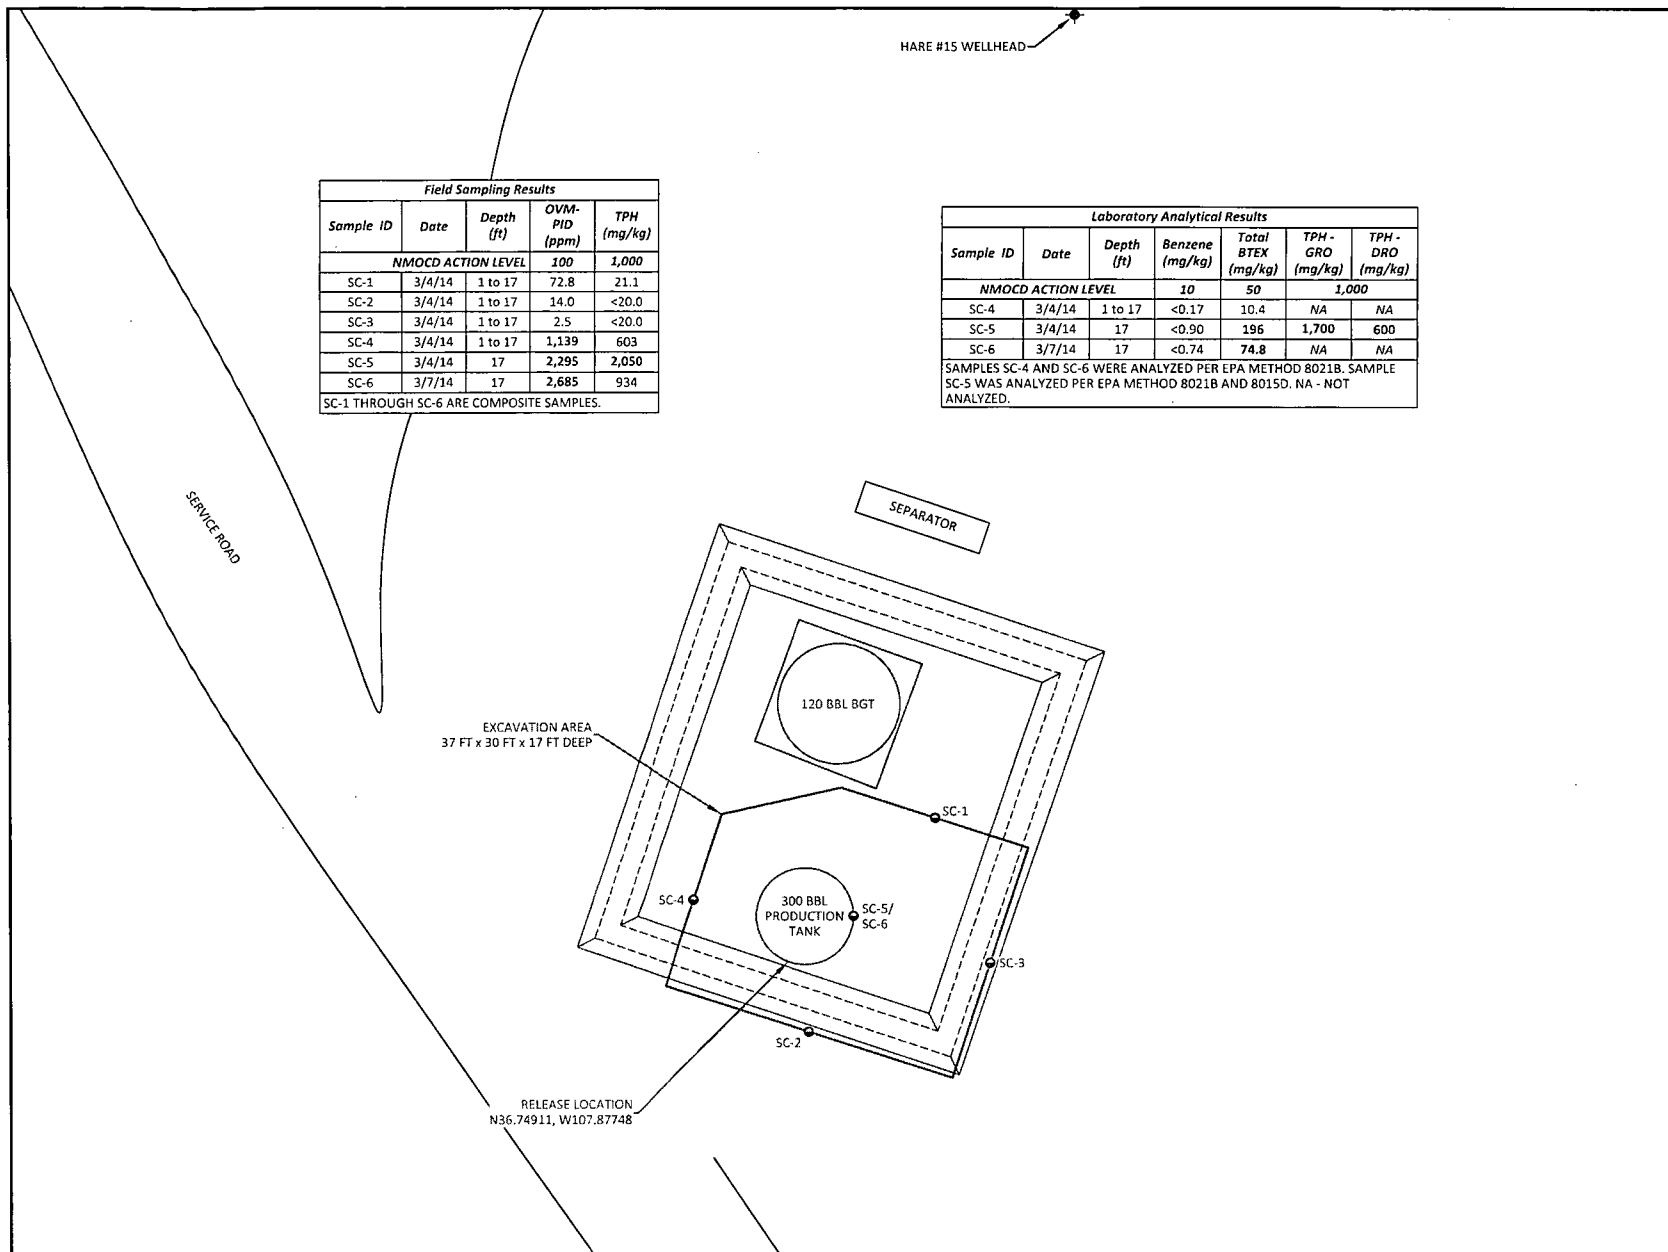 HARE #15 WELLHEAD
Field Sampling Results
Sample ID Date Depth (ft) OVM-PID (ppm) TPH (mg/kg)
NMOCD ACTION LEVEL 100 1,000
SC-1 3/4/14 1 to 17 72.8 21.1
SC-2 3/4/14 1 to 17 14.0 <20.0
SC-3 3/4/14 1 to 17 2.5 <20.0
SC-4 3/4/14 1 to 17 1,139 603
SC-5 3/4/14 17 2,295 2,050
SC-6 3/7/14 17 2,685 934
SC-1 THROUGH SC-6 ARE COMPOSITE SAMPLES.
Laboratory Analytical Results
Sample ID Date Depth (ft) Benzene (mg/kg) Total BTEX (mg/kg) TPH - GRO (mg/kg) TPH - DRO (mg/kg)
NMOCD ACTION LEVEL 10 50 1,000
SC-4 3/4/14 1 to 17 <0.17 10.4 NA NA
SC-5 3/4/14 17 <0.90 196 1,700 600
SC-6 3/7/14 17 <0.74 74.8 NA NA
SAMPLES SC-4 AND SC-6 WERE ANALYZED PER EPA METHOD 8021B. SAMPLE
SC-5 WAS ANALYZED PER EPA METHOD 8021B AND 8015D. NA - NOT
ANALYZED.
SERVICE ROAD
SEPARATOR
120 BBL BGT
EXCAVATION AREA
37 FT x 30 FT x 17 FT DEEP
SC-1
SC-4
300 BBL
PRODUCTION
TANK
SC-5/
SC-6
SC-3
SC-2
RELEASE LOCATION
N36.74911, W107.87748